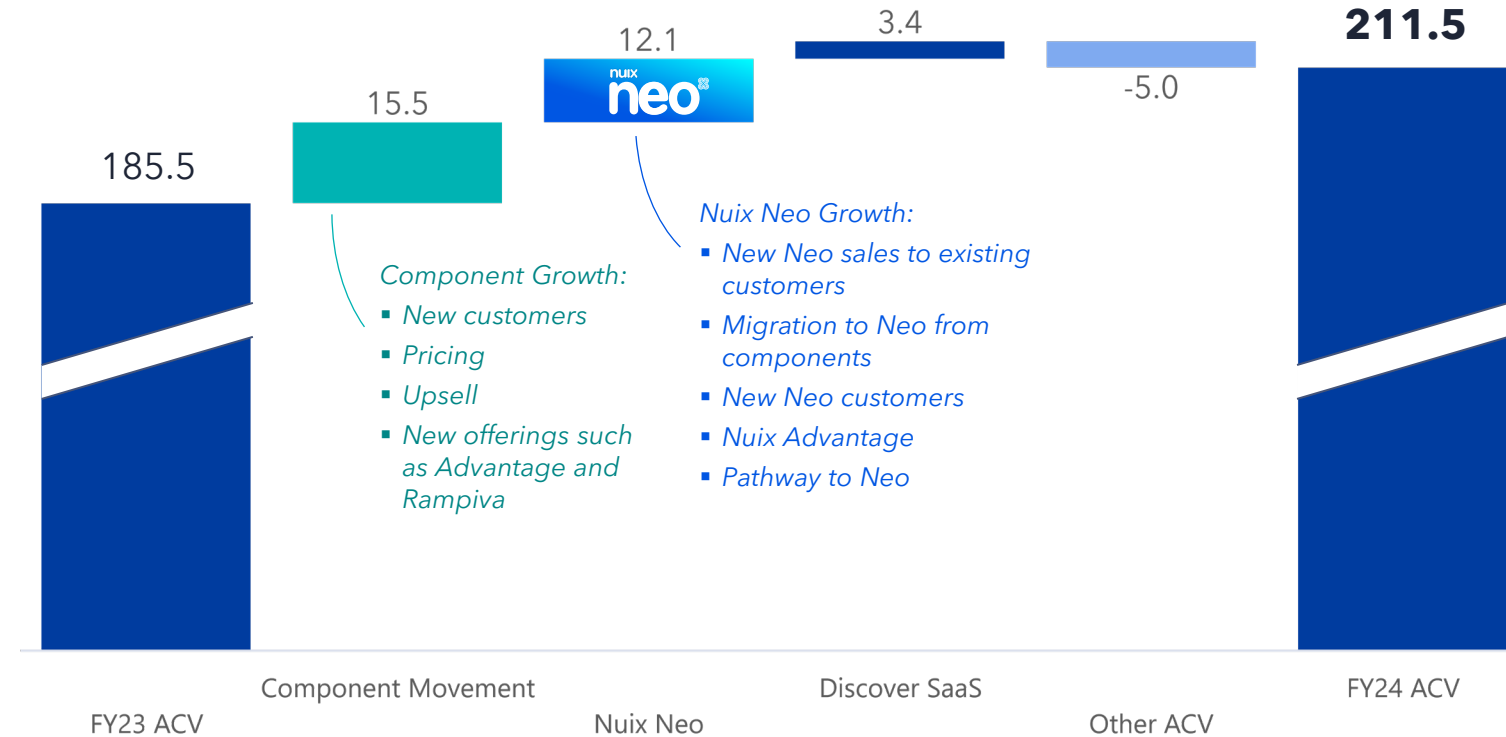 185.5
15.5
12.1
3.4
-5.0
211.5
nuix
neo
Component Growth:
▪ New customers
▪ Pricing
▪ Upsell
▪ New offerings such
as Advantage and
Rampiva
Nuix Neo Growth:
▪ New Neo sales to existing
customers
▪ Migration to Neo from
components
▪ New Neo customers
▪ Nuix Advantage
▪ Pathway to Neo
FY23 ACV
Component Movement
Nuix Neo
Discover SaaS
Other ACV
FY24 ACV